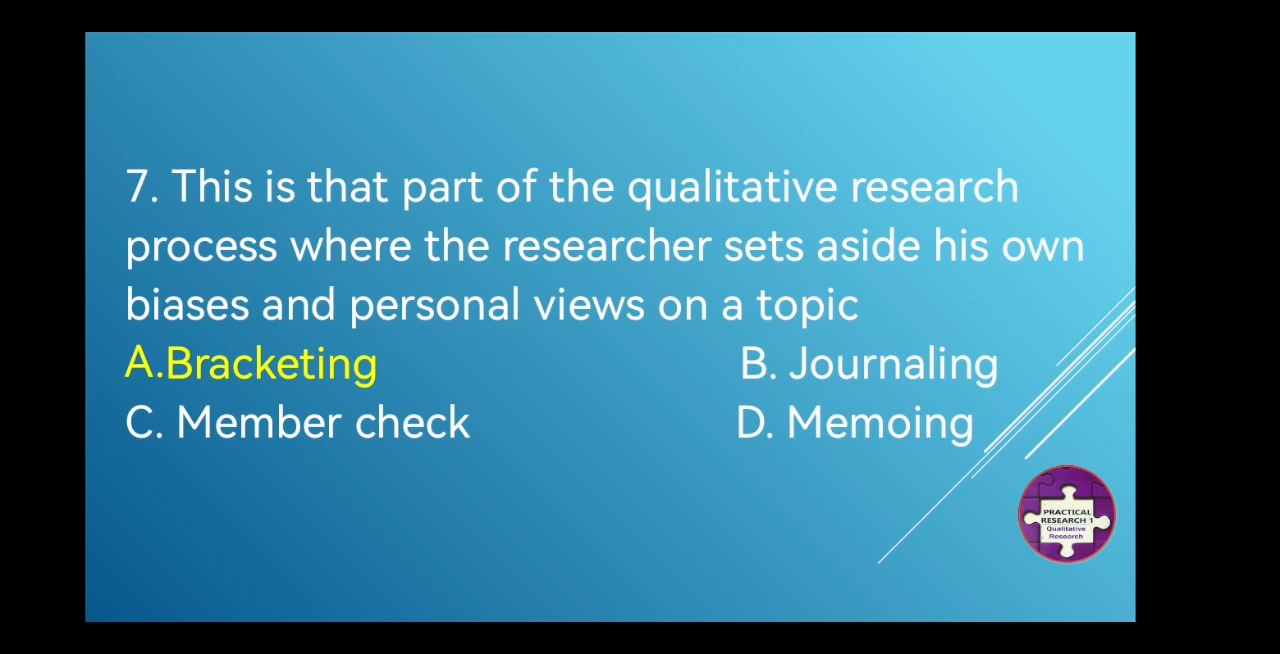 7. This is that part of the qualitative research
process where the researcher sets aside his own
biases and personal views on a topic
A.Bracketing B. Journaling
C. Member check D. Memoing
PRACTICAL
RESEARCH 1
Qualitative
Research